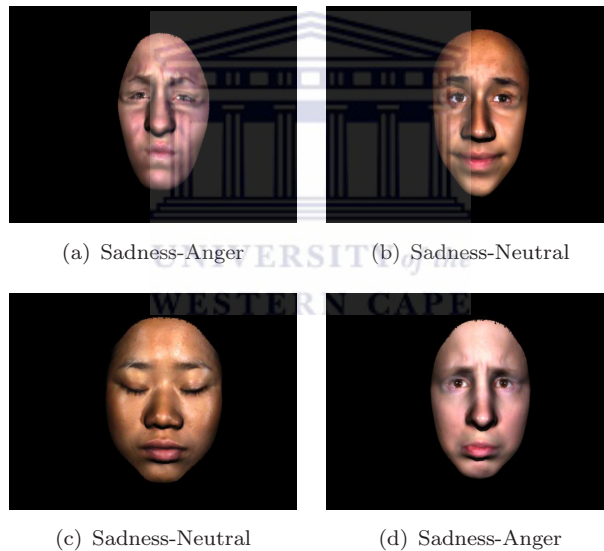 (a) Sadness-Anger
(b) Sadness-Neutral
UNIVERSITY of the
WESTERN CAPE
(c) Sadness-Neutral
(d) Sadness-Anger